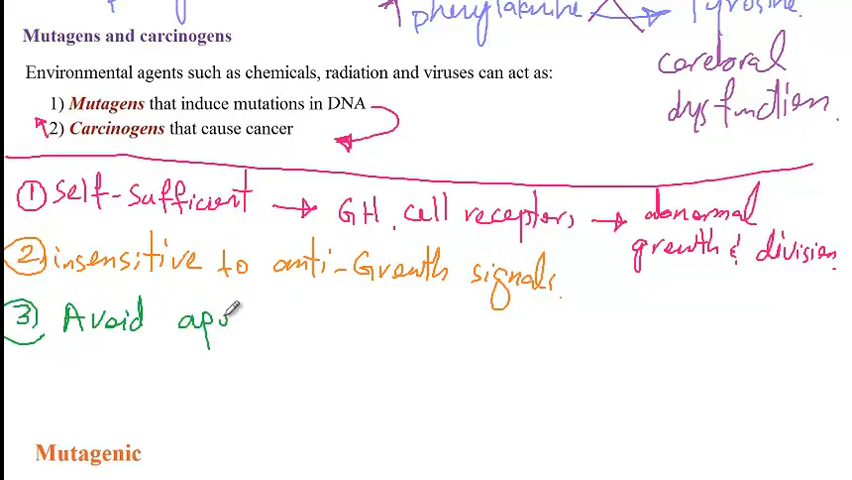 phenylalanine Tyrosine.
Mutagens and carcinogens
cerebral
dysfunction.
Environmental agents such as chemicals, radiation and viruses can act as:
1) Mutagens that induce mutations in DNA
2) Carcinogens that cause cancer
① Self-sufficient → GH. cell receptors → abnormal
growth & division.
② insensitive to anti-Growth signals.
③ Avoid apo
Mutagenic